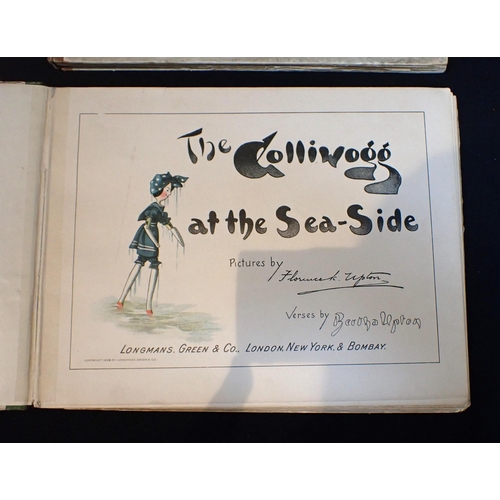 The Golliwogg
at the Sea-Side
Pictures by Florence K. Upton
Verses by Bertha Upton
LONGMANS, GREEN & CO., LONDON, NEW YORK, & BOMBAY.